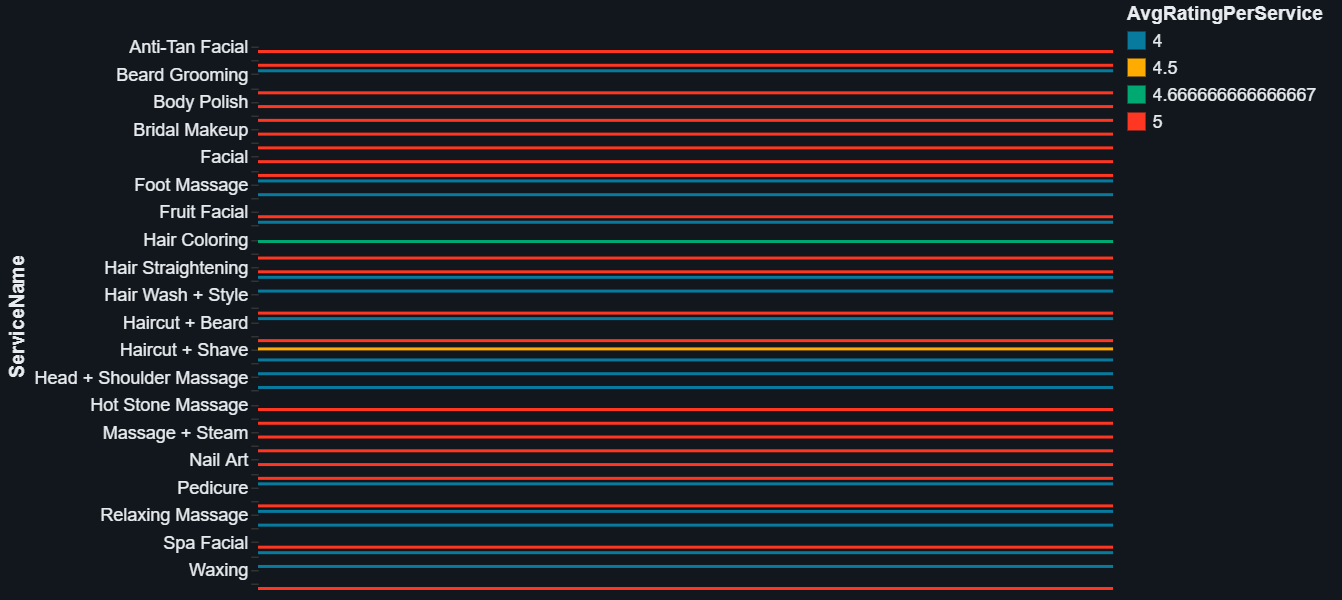 AvgRatingPerService
4
4.5
4.666666666666667
5
ServiceName
Anti-Tan Facial
Beard Grooming
Body Polish
Bridal Makeup
Facial
Foot Massage
Fruit Facial
Hair Coloring
Hair Straightening
Hair Wash + Style
Haircut + Beard
Haircut + Shave
Head + Shoulder Massage
Hot Stone Massage
Massage + Steam
Nail Art
Pedicure
Relaxing Massage
Spa Facial
Waxing